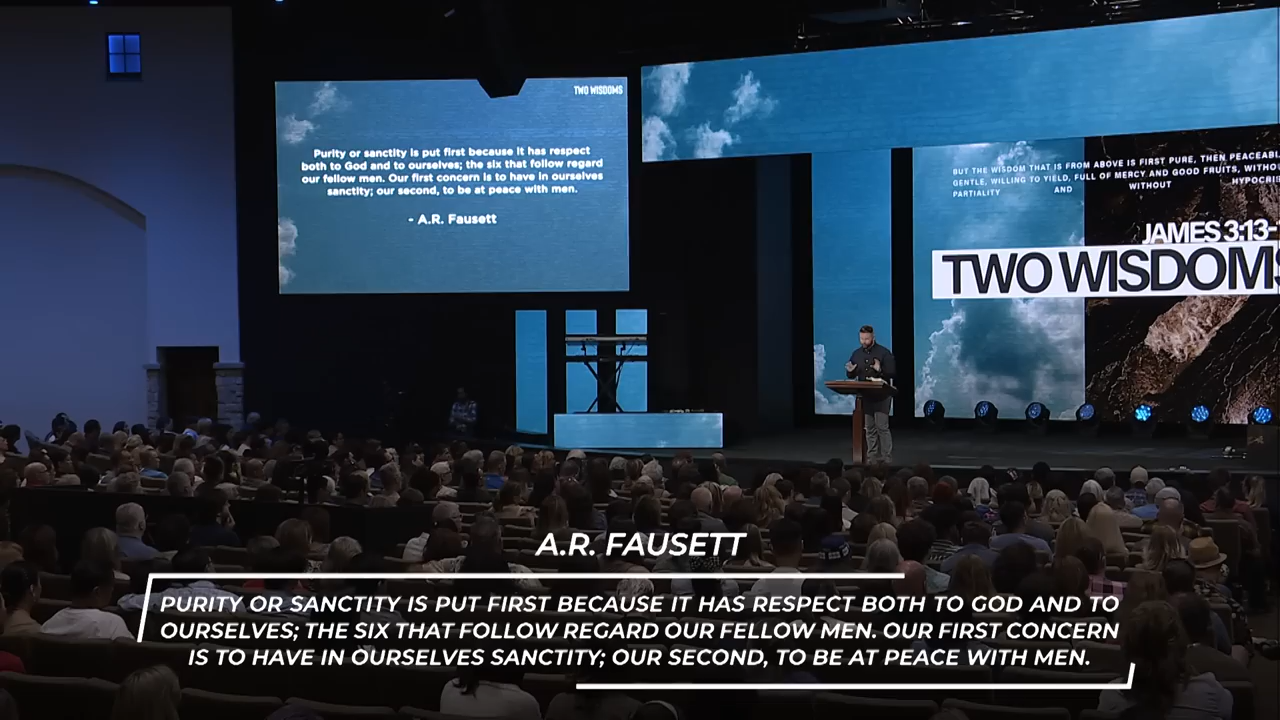 TWO WISDOMS
Purity or sanctity is put first because it has respect
both to God and to ourselves; the six that follow regard
our fellow men. Our first concern is to have in ourselves
sanctity; our second, to be at peace with men.
- A.R. Fausett
BUT THE WISDOM THAT IS FROM ABOVE IS FIRST PURE, THEN PEACEABL
GENTLE, WILLING TO YIELD, FULL OF MERCY AND GOOD FRUITS, WITHOU
PARTIALITY AND WITHOUT HYPOCRIS
JAMES 3:13-
TWO WISDOMS
A.R. FAUSETT
PURITY OR SANCTITY IS PUT FIRST BECAUSE IT HAS RESPECT BOTH TO GOD AND TO
OURSELVES; THE SIX THAT FOLLOW REGARD OUR FELLOW MEN. OUR FIRST CONCERN
IS TO HAVE IN OURSELVES SANCTITY; OUR SECOND, TO BE AT PEACE WITH MEN.